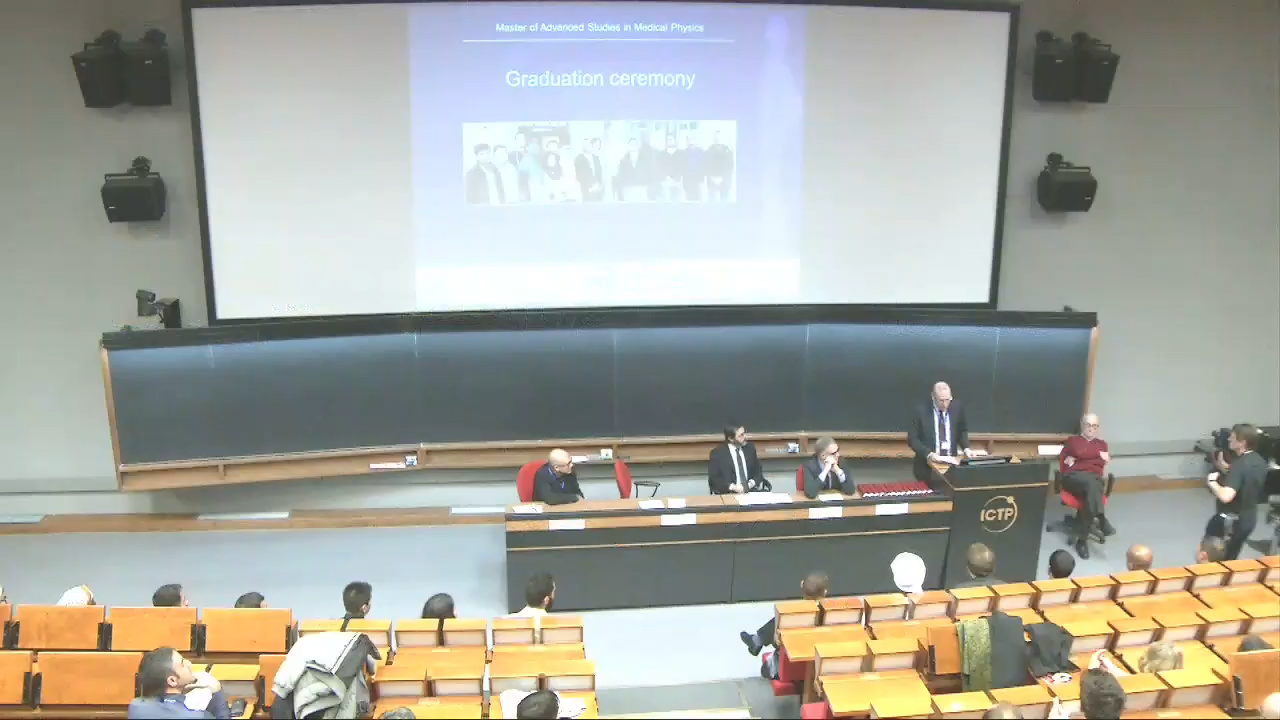 Master of Advanced Studies in Medical Physics
Graduation ceremony
ICTP